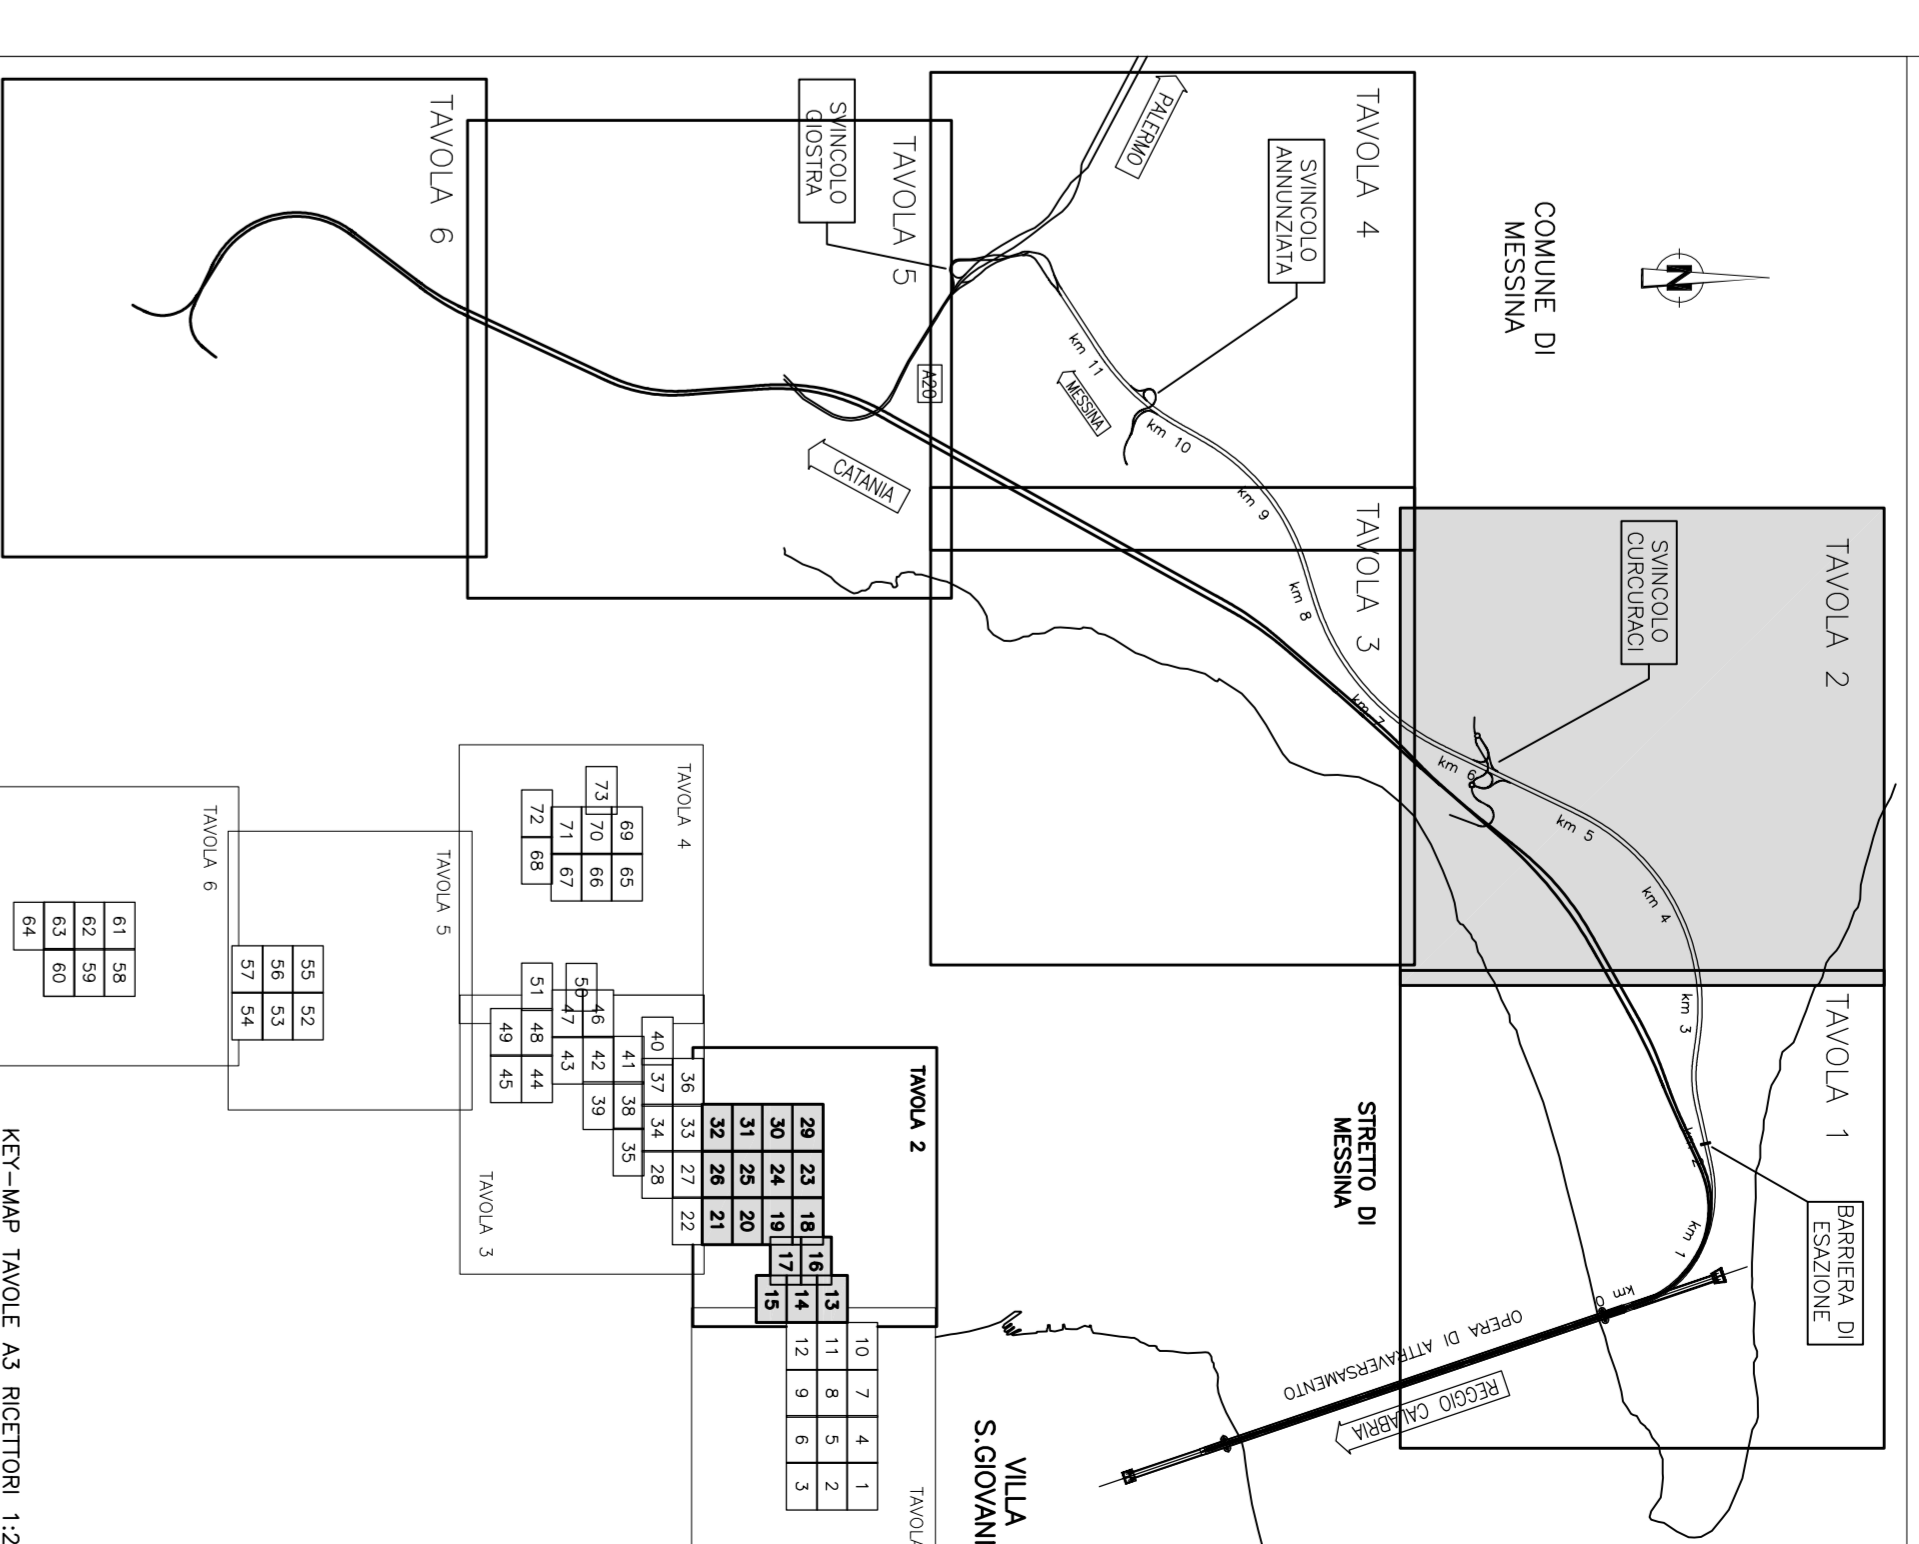 COMUNE DI
MESSINA
N
TAVOLA 4
SVINCOLO
ANNUNZIATA
PALERMO
SVINCOLO
GIOSTRA
TAVOLA 5
TAVOLA 6
A20
CATANIA
MESSINA
km 11
km 10
km 9
km 8
km 7
km 6
km 5
km 4
km 3
km 2
km 1
km 0
TAVOLA 3
TAVOLA 2
SVINCOLO
CURCURACI
TAVOLA 1
BARRIERA DI
ESAZIONE
STRETTO DI
MESSINA
OPERA DI ATTRAVERSAMENTO
REGGIO CALABRIA
VILLA
S.GIOVANI
TAVOLA 2
29 23 18 16 13
30 24 19 17 14
31 25 20 15
32 26 21
10 7 4 1
11 8 5 2
12 9 6 3
TAVOLA
TAVOLA 4
69 65
70 66
71 67
72 68
73
TAVOLA 3
36 33 27 22
40 37 34 28
41 38 35
46 42 39
50 47 43
51 48 44
49 45
TAVOLA 5
55 52
56 53
57 54
TAVOLA 6
61 58
62 59
63 60
64
KEY-MAP TAVOLE A3 RICETTORI 1:2